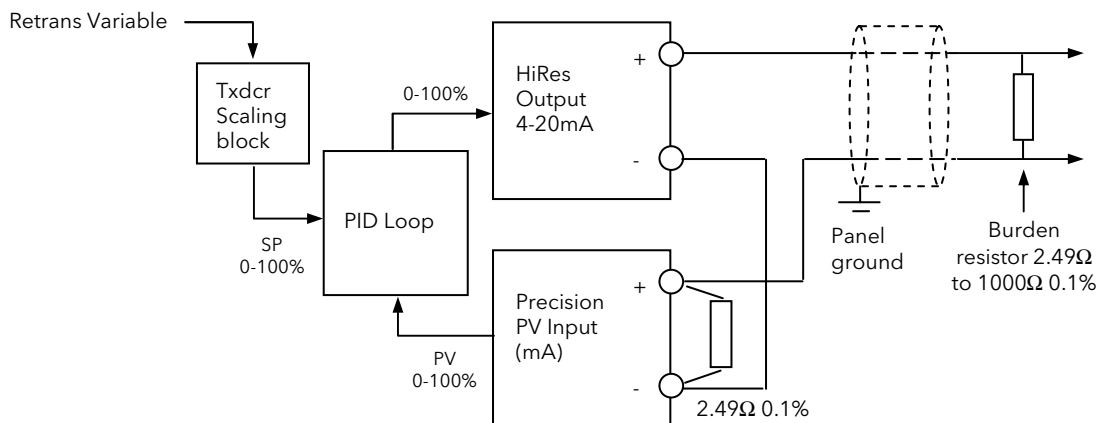 Retrans Variable
Txdcr
Scaling
block
SP
0-100%
PID Loop
0-100%
HiRes
Output
4-20mA
+
-
PV
0-100%
Precision
PV Input
(mA)
+
-
2.49Ω 0.1%
Panel
ground
Burden
resistor 2.49Ω
to 1000Ω 0.1%